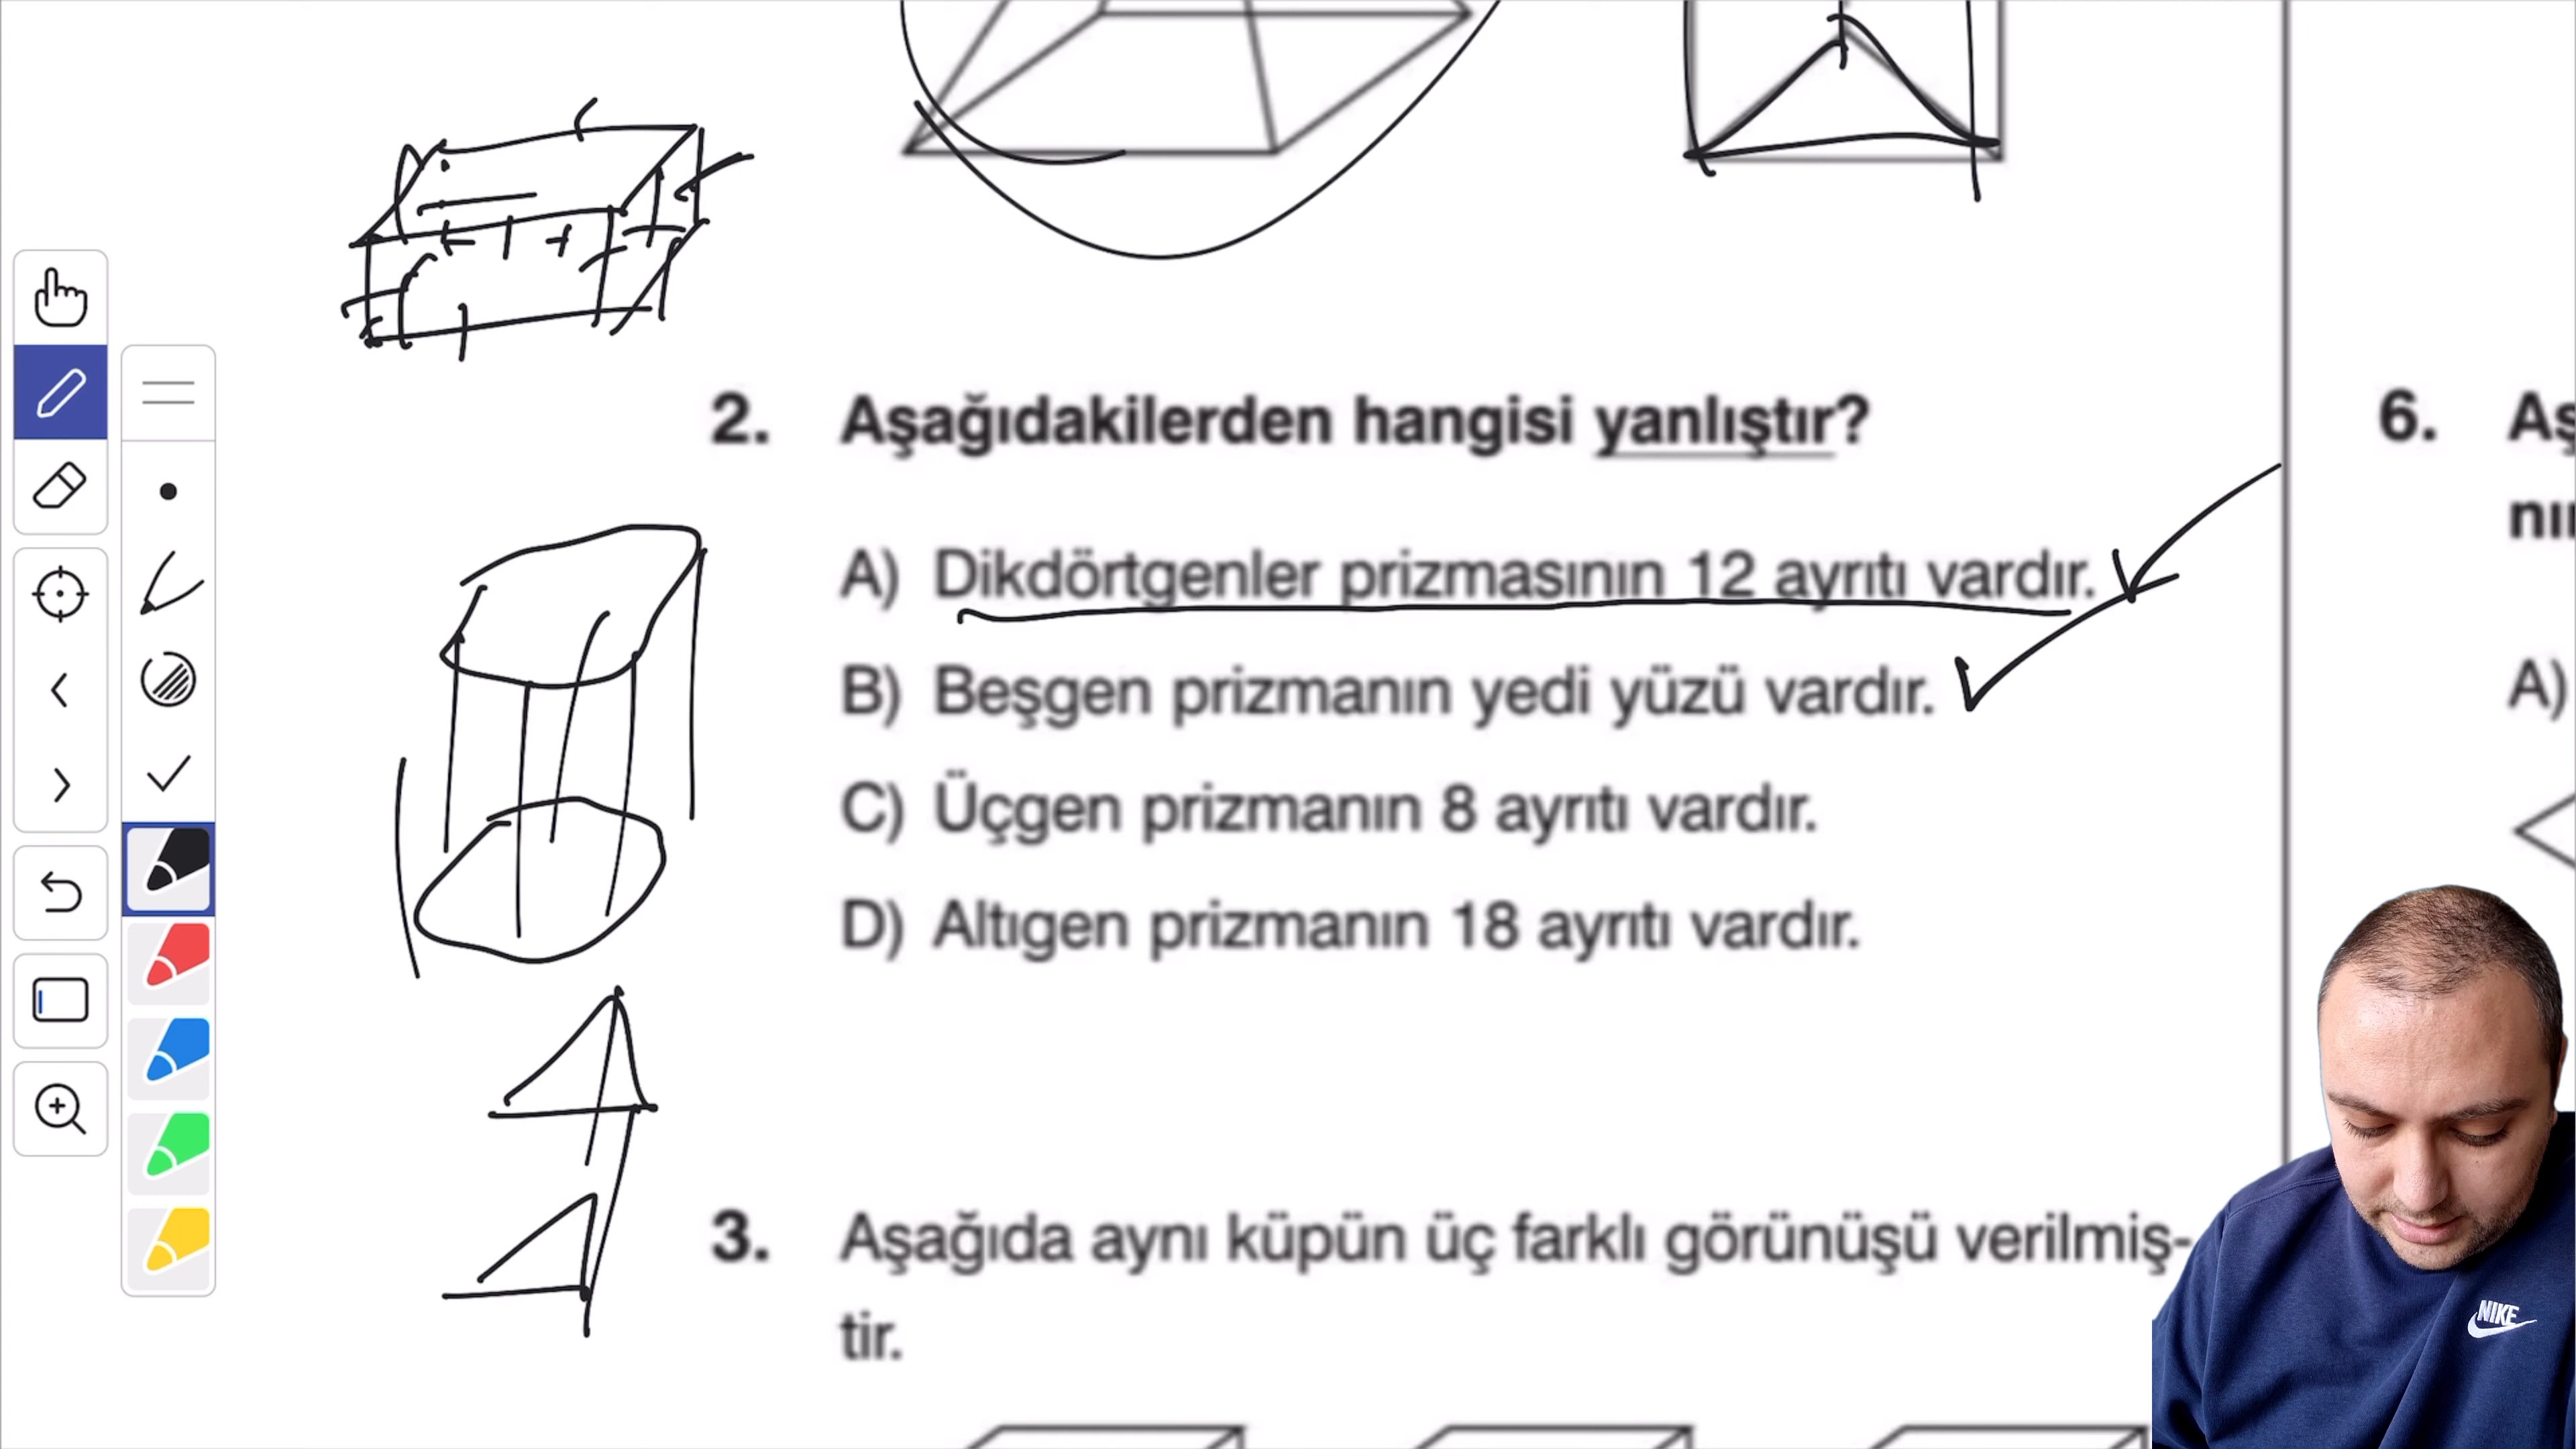 2. Aşağıdakilerden hangisi yanlıştır?
A) Dikdörtgenler prizmasının 12 ayrıtı vardır.
B) Beşgen prizmanın yedi yüzü vardır.
C) Üçgen prizmanın 8 ayrıtı vardır.
D) Altıgen prizmanın 18 ayrıtı vardır.
3. Aşağıda aynı küpün üç farklı görünüşü verilmiş-
tir.
6.
A)
NIKE